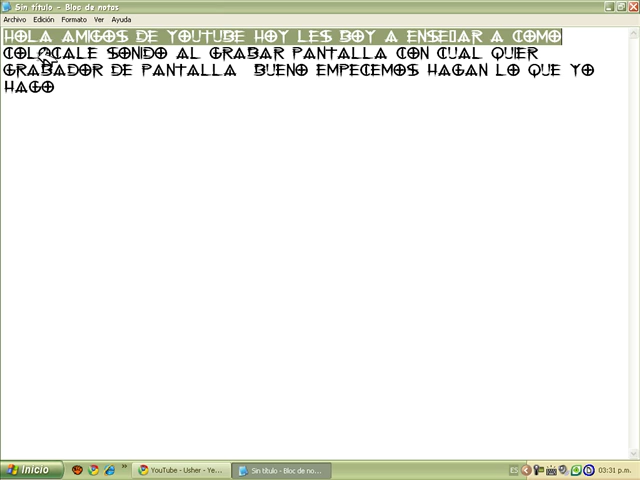 Sin título - Bloc de notas
Archivo Edición Formato Ver Ayuda
HOLA AMIGOS DE YOUTUBE HOY LES BOY A ENSE▯AR A COMO
COLOCALE SONIDO AL GRABAR PANTALLA CON CUAL QUIER
GRABADOR DE PANTALLA BUENO EMPECEMOS HAGAN LO QUE YO
HAGO
Inicio
»
YouTube - Usher - Ye...
Sin título - Bloc de no...
ES
03:31 p.m.